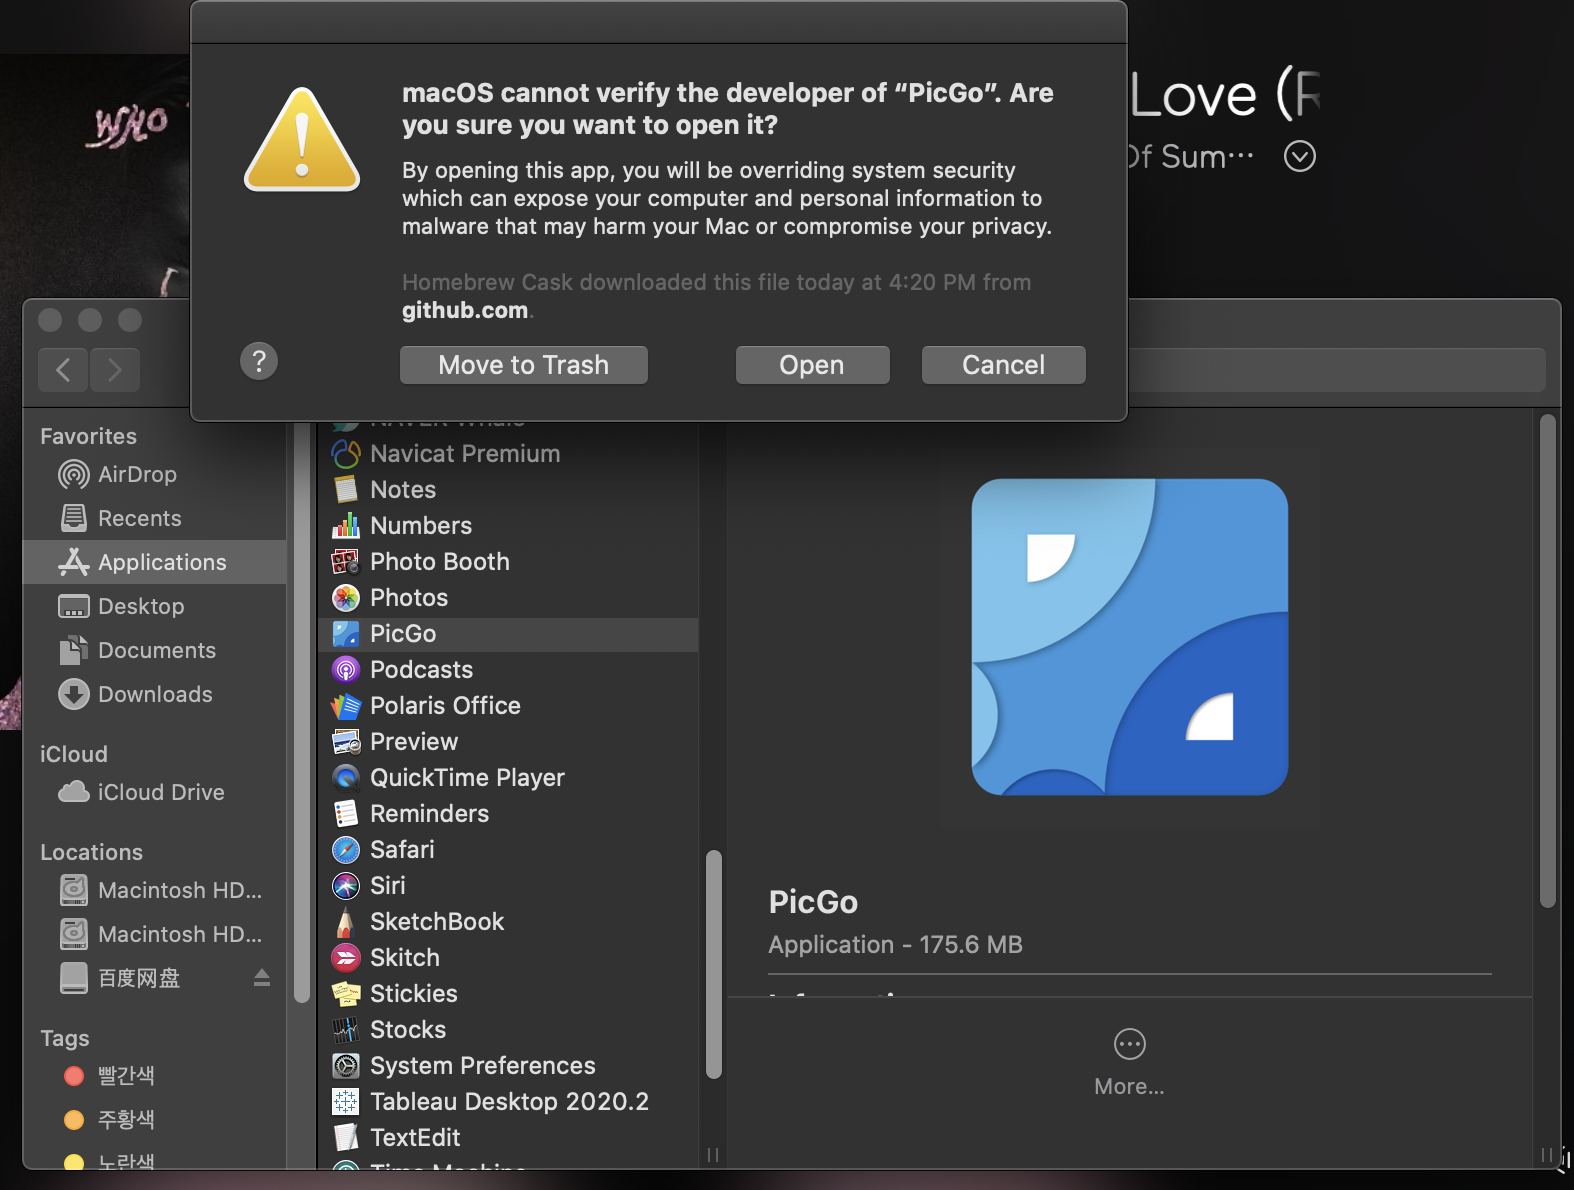 WHO
macOS cannot verify the developer of “PicGo”. Are
you sure you want to open it?
By opening this app, you will be overriding system security
which can expose your computer and personal information to
malware that may harm your Mac or compromise your privacy.
Homebrew Cask downloaded this file today at 4:20 PM from
github.com.
?
Move to Trash
Open
Cancel
Love (R
Of Sum…
Favorites
AirDrop
Recents
Applications
Desktop
Documents
Downloads
iCloud
iCloud Drive
Locations
Macintosh HD...
Macintosh HD...
百度网盘
Tags
빨간색
주황색
노란색
NAVER Whale
Navicat Premium
Notes
Numbers
Photo Booth
Photos
PicGo
Podcasts
Polaris Office
Preview
QuickTime Player
Reminders
Safari
Siri
SketchBook
Skitch
Stickies
Stocks
System Preferences
Tableau Desktop 2020.2
TextEdit
Time Machine
PicGo
Application - 175.6 MB
More...